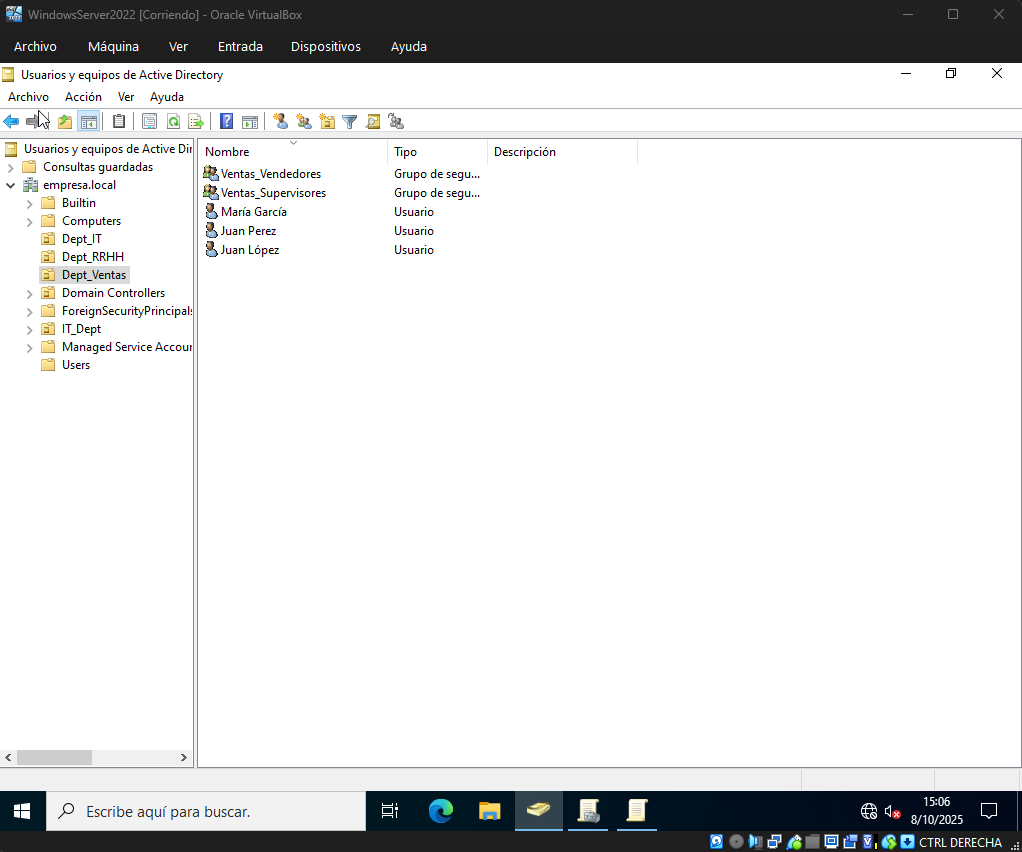 WindowsServer2022 [Corriendo] - Oracle VirtualBox
Archivo Máquina Ver Entrada Dispositivos Ayuda
Usuarios y equipos de Active Directory
Archivo Acción Ver Ayuda
Usuarios y equipos de Active Dir
Consultas guardadas
empresa.local
Builtin
Computers
Dept_IT
Dept_RRHH
Dept_Ventas
Domain Controllers
ForeignSecurityPrincipals
IT_Dept
Managed Service Accour
Users
Nombre Tipo Descripción
Ventas_Vendedores Grupo de segu...
Ventas_Supervisores Grupo de segu...
María García Usuario
Juan Perez Usuario
Juan López Usuario
Escribe aquí para buscar.
15:06
8/10/2025
CTRL DERECHA